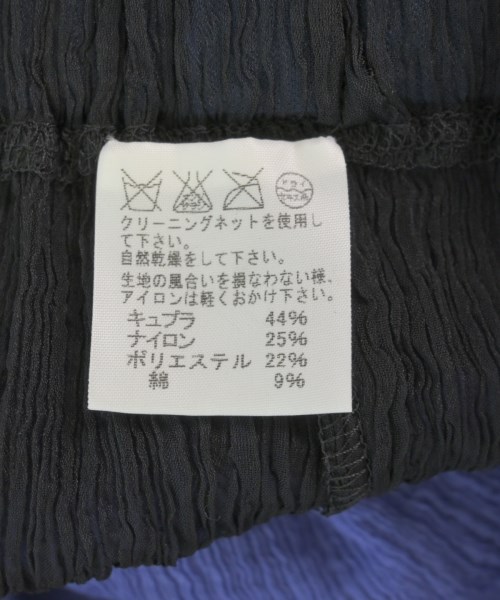 クリーニングネットを使用し
て下さい。
自然乾燥をして下さい。
生地の風合いを損なわない様、
アイロンは軽くおかけ下さい。
キュプラ 44%
ナイロン 25%
ポリエステル 22%
綿 9%